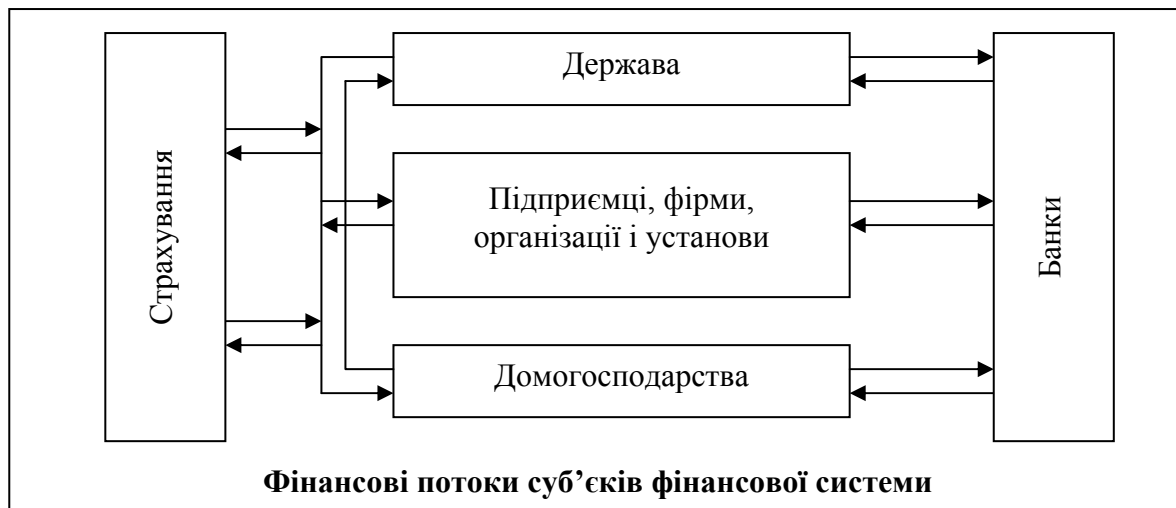 Страхування
Держава
Підприємці, фірми,
організації і установи
Домогосподарства
Банки
Фінансові потоки суб’єків фінансової системи